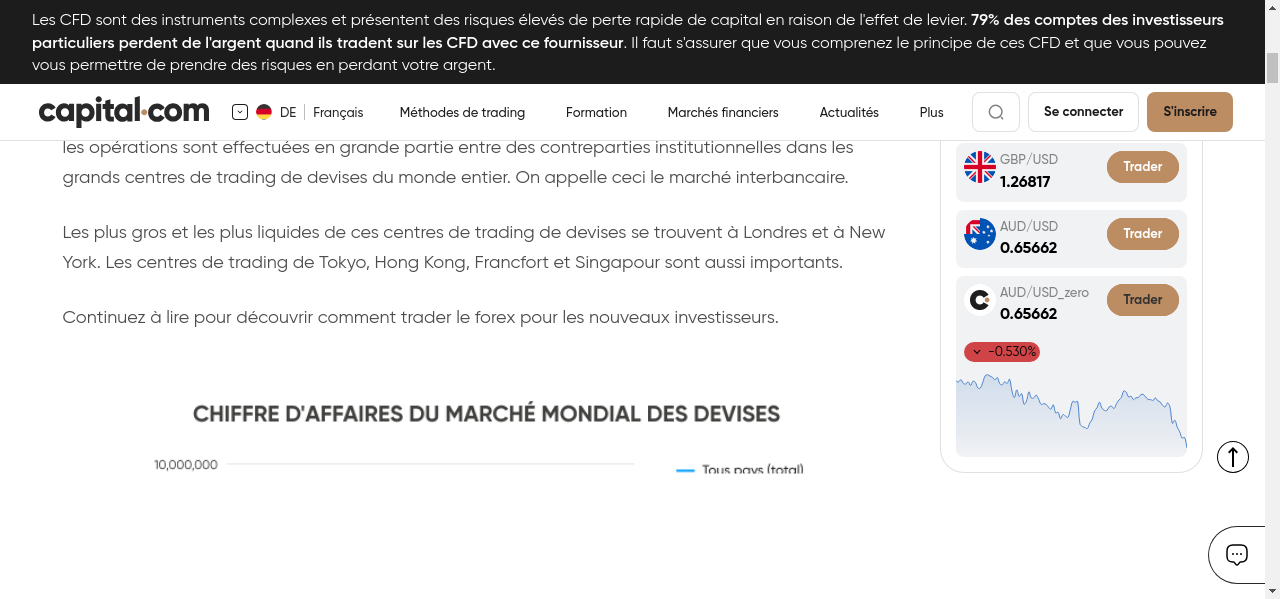 Les CFD sont des instruments complexes et présentent des risques élevés de perte rapide de capital en raison de l'effet de levier. 79% des comptes des investisseurs
particuliers perdent de l'argent quand ils tradent sur les CFD avec ce fournisseur. Il faut s'assurer que vous comprenez le principe de ces CFD et que vous pouvez
vous permettre de prendre des risques en perdant votre argent.
capital.com
DE
Français
Méthodes de trading
Formation
Marchés financiers
Actualités
Plus
Se connecter
S'inscrire
les opérations sont effectuées en grande partie entre des contreparties institutionnelles dans les
grands centres de trading de devises du monde entier. On appelle ceci le marché interbancaire.
Les plus gros et les plus liquides de ces centres de trading de devises se trouvent à Londres et à New
York. Les centres de trading de Tokyo, Hong Kong, Francfort et Singapour sont aussi importants.
Continuez à lire pour découvrir comment trader le forex pour les nouveaux investisseurs.
CHIFFRE D'AFFAIRES DU MARCHÉ MONDIAL DES DEVISES
10,000,000
Tous pays (total)
GBP/USD
1.26817
Trader
AUD/USD
0.65662
Trader
AUD/USD_zero
0.65662
Trader
-0.530%